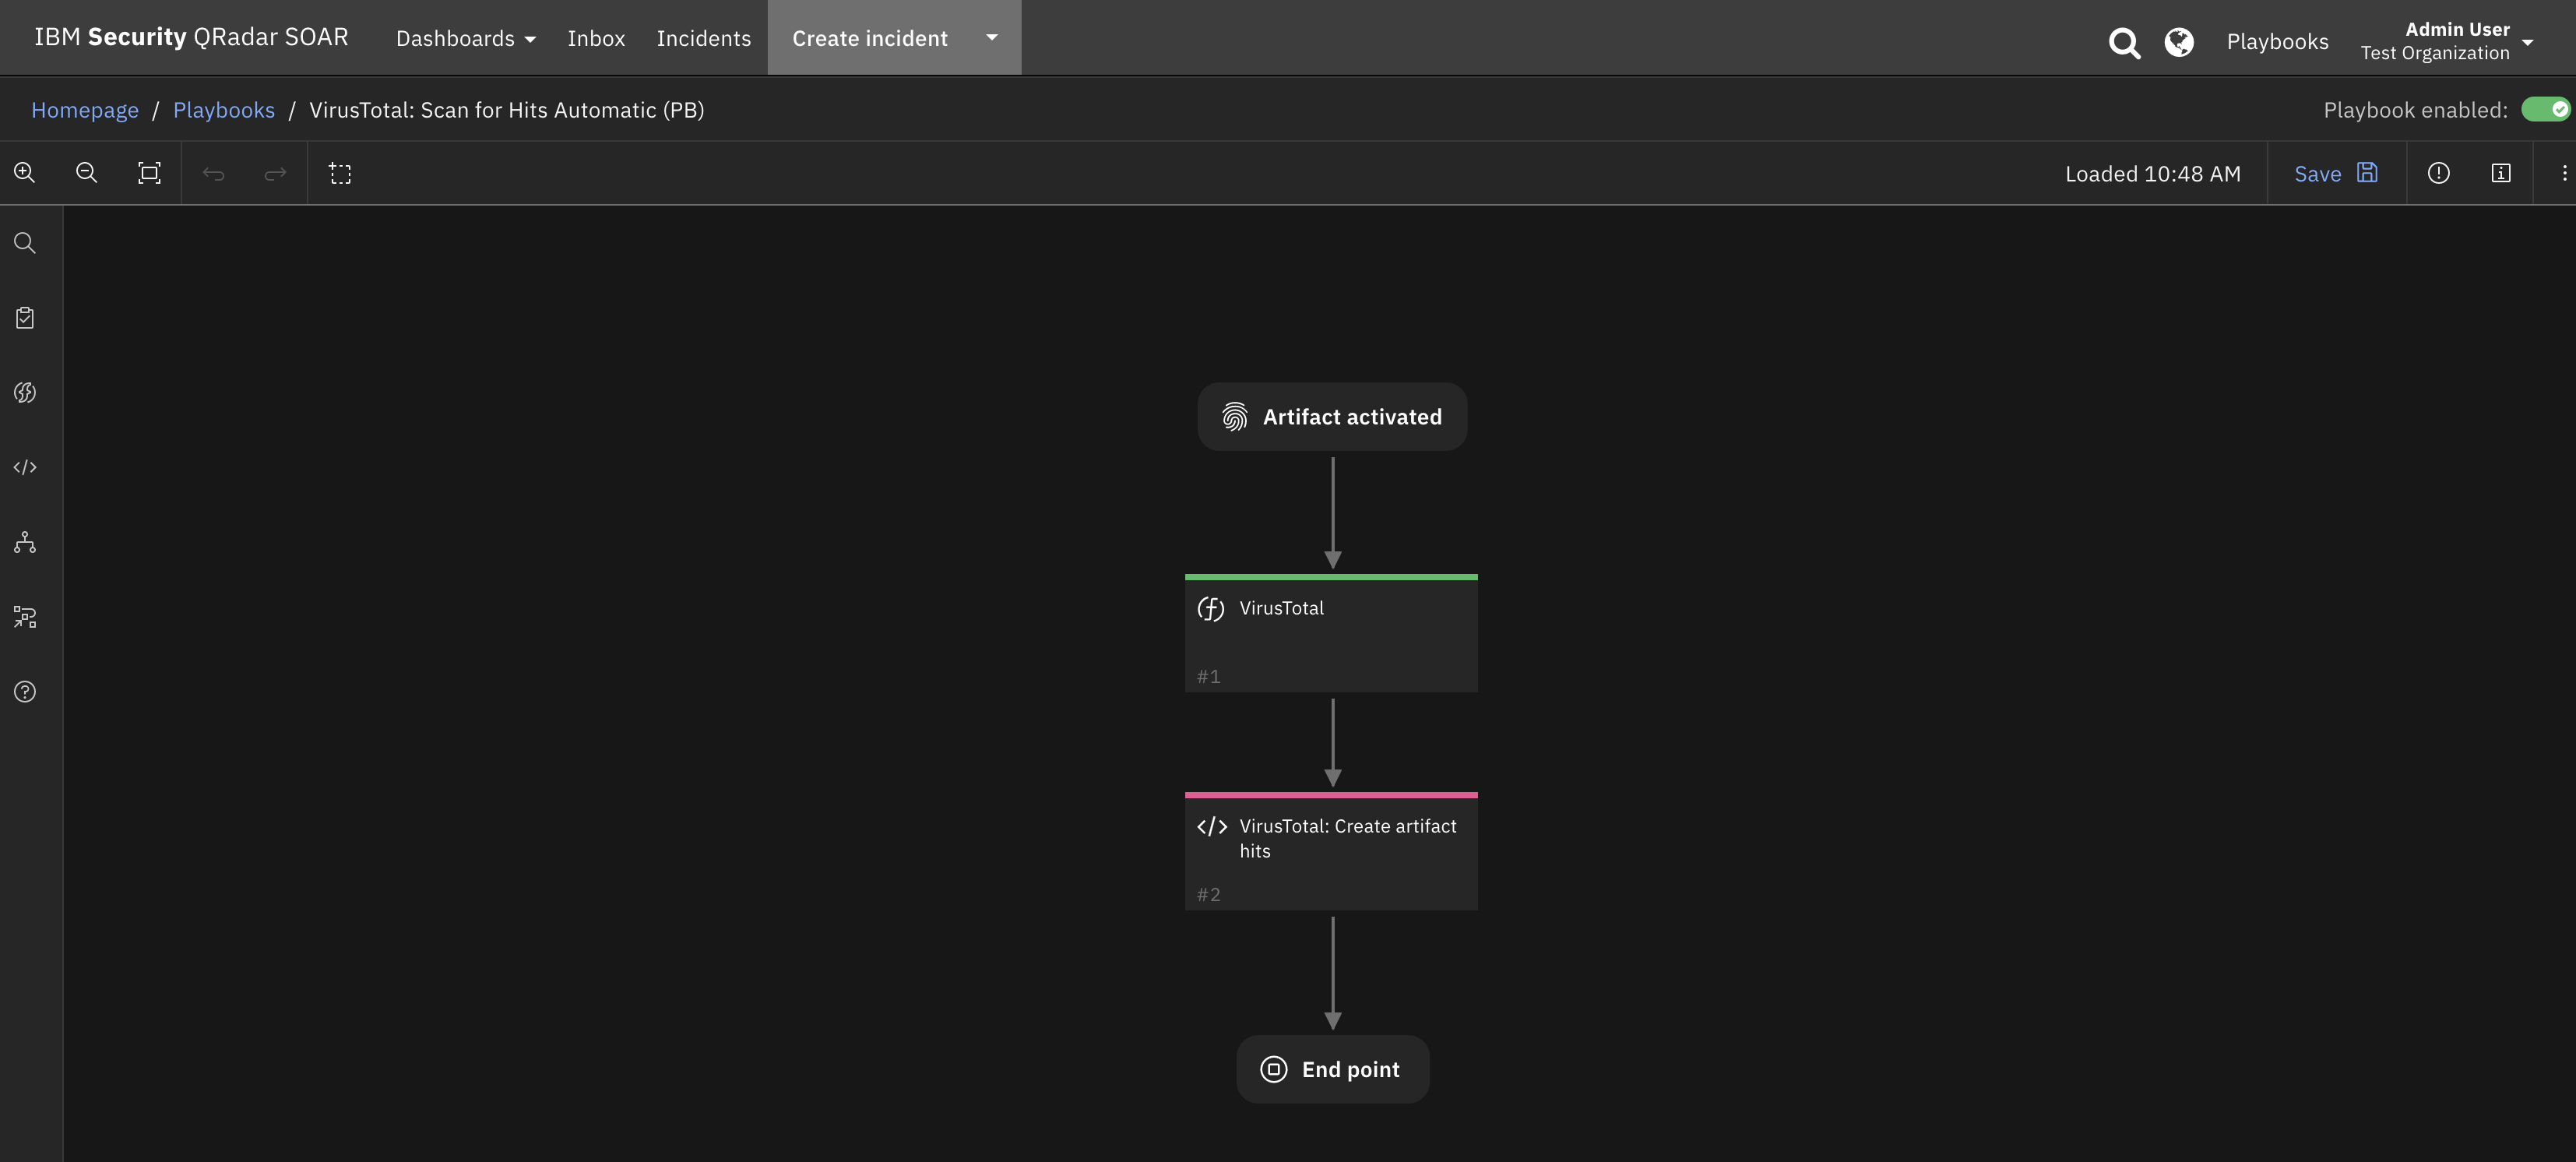 IBM Security QRadar SOAR Dashboards Inbox Incidents Create incident Playbooks Admin User
Test Organization
Homepage / Playbooks / VirusTotal: Scan for Hits Automatic (PB) Playbook enabled:
Loaded 10:48 AM Save
Artifact activated
VirusTotal
#1
VirusTotal: Create artifact
hits
#2
End point